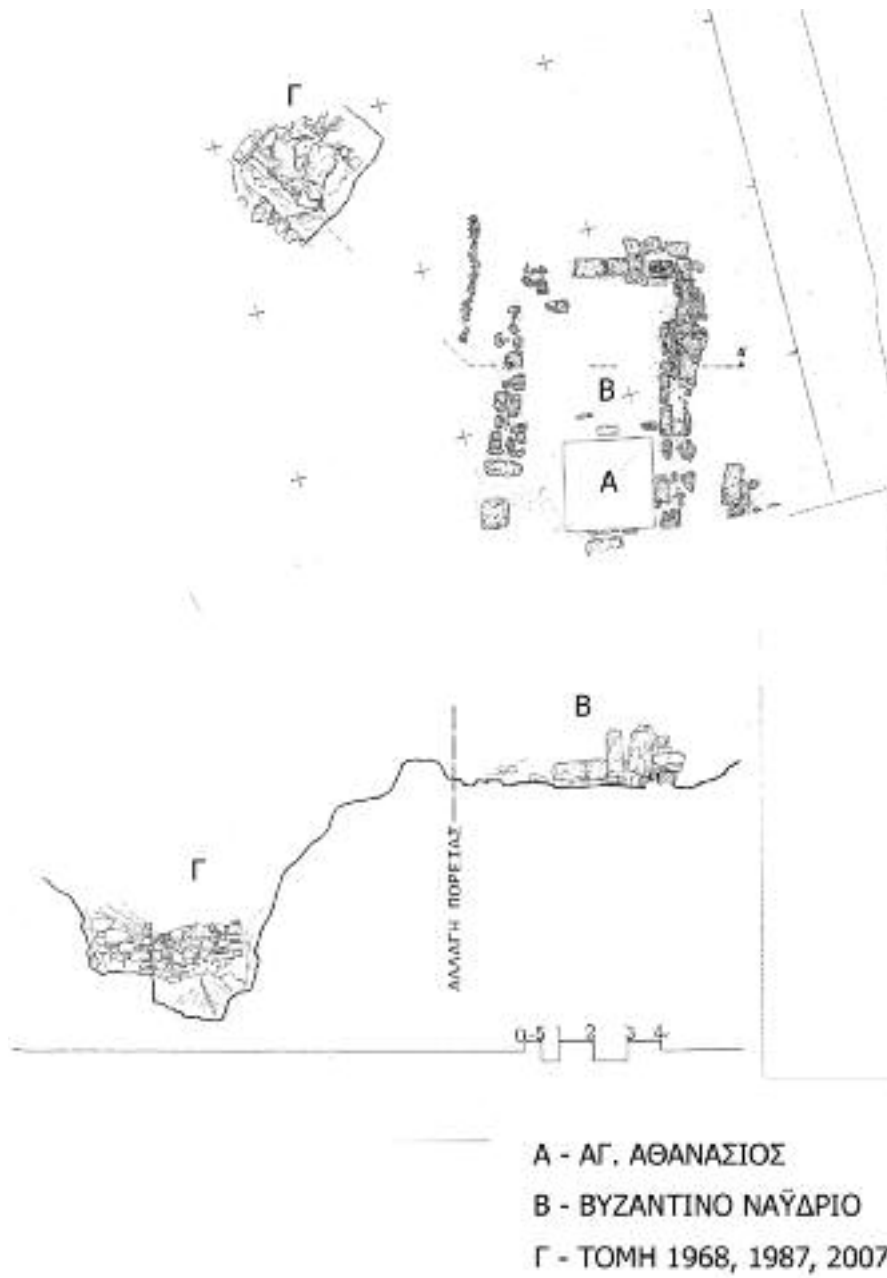 Γ
Β
Α
Β
Γ
ΑΛΛΑΓΗ ΠΟΡΕΙΑΣ
0 .5 1 2 3 4
Α - ΑΓ. ΑΘΑΝΑΣΙΟΣ
Β - ΒΥΖΑΝΤΙΝΟ ΝΑΫΔΡΙΟ
Γ - ΤΟΜΗ 1968, 1987, 2007